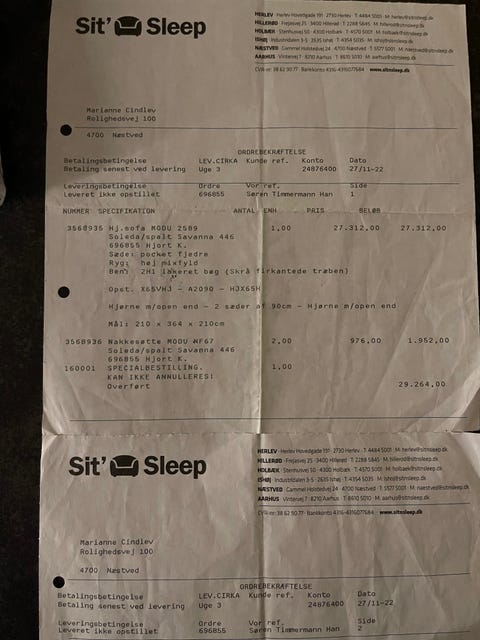 Sit' Sleep
HERLEV · Herlev Hovedgade 191 · 2730 Herlev · T: 4484 5001 · M: herlev@sitnsleep.dk
HILLERØD · Frejasvej 25 · 3400 Hillerød · T: 2288 5845 · M: hillerod@sitnsleep.dk
HOLBÆK · Stenhusvej 50 · 4300 Holbæk · T: 4570 5001 · M: holbaek@sitnsleep.dk
ISHØJ · Industridalen 3-5 · 2635 Ishøj · T: 4354 5035 · M: ishoj@sitnsleep.dk
NÆSTVED · Gammel Holstedvej 24 · 4700 Næstved · T: 5577 5001 · M: naestved@sitnsleep.dk
AARHUS · Vintervej 7 · 8210 Aarhus · T: 8610 5010 · M: aarhus@sitnsleep.dk
CVR-nr: 38 62 90 77 · Bankkonto 4316-4316077684 · www.sitnsleep.dk
Marianne Cindlev
Rolighedsvej 100
4700 Næstved
ORDREBEKRÆFTELSE
Betalingsbetingelse LEV.CIRKA Kunde ref. Konto Dato
Betaling senest ved levering Uge 3 24876400 27/11-22
Leveringsbetingelse Ordre Vor ref. Side
Leveret ikke opstillet 696855 Søren Timmermann Han 1
NUMMER SPECIFIKATION ANTAL ENH PRIS BELØB
3568935 Hj.sofa MODU 2589 1,00 27.312,00 27.312,00
Soleda/spalt Savanna 446
696855 Hjort K.
Sæde: pocket fjedre
Ryg: høj mixfyld
Ben: 2H1 lakeret bøg (Skrå firkantede træben)
Opst. X65VHJ - A2090 - HJX65H
Hjørne m/open end - 2 sæder af 90cm - Hjørne m/open end
Mål: 210 x 364 x 210cm
3568936 Nakkestøtte MODU NF67 2,00 976,00 1.952,00
Soleda/spalt Savanna 446
696855 Hjort K.
160001 SPECIALBESTILLING. 1,00
KAN IKKE ANNULLERES!
Overført 29.264,00
Sit' Sleep
HERLEV · Herlev Hovedgade 191 · 2730 Herlev · T: 4484 5001 · M: herlev@sitnsleep.dk
HILLERØD · Frejasvej 25 · 3400 Hillerød · T: 2288 5845 · M: hillerod@sitnsleep.dk
HOLBÆK · Stenhusvej 50 · 4300 Holbæk · T: 4570 5001 · M: holbaek@sitnsleep.dk
ISHØJ · Industridalen 3-5 · 2635 Ishøj · T: 4354 5035 · M: ishoj@sitnsleep.dk
NÆSTVED · Gammel Holstedvej 24 · 4700 Næstved · T: 5577 5001 · M: naestved@sitnsleep.dk
AARHUS · Vintervej 7 · 8210 Aarhus · T: 8610 5010 · M: aarhus@sitnsleep.dk
CVR-nr: 38 62 90 77 · Bankkonto 4316-4316077684 · www.sitnsleep.dk
Marianne Cindlev
Rolighedsvej 100
4700 Næstved
ORDREBEKRÆFTELSE
Betalingsbetingelse LEV.CIRKA Kunde ref. Konto Dato
Betaling senest ved levering Uge 3 24876400 27/11-22
Leveringsbetingelse Ordre Vor ref. Side
Leveret ikke opstillet 696855 Søren Timmermann Han 2